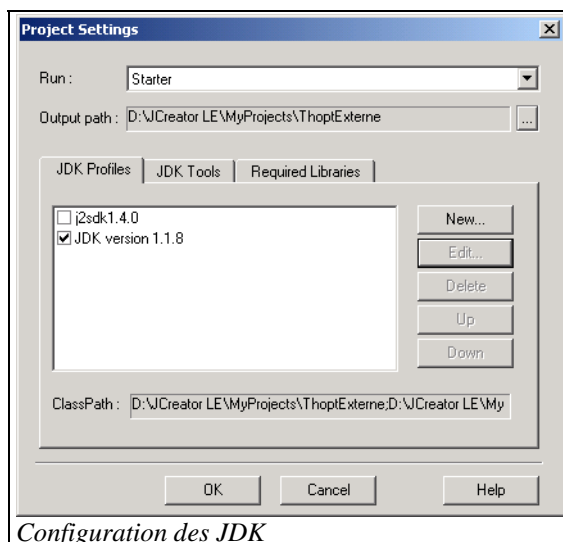 Project Settings
Run : Starter
Output path : D:\JCreator LE\MyProjects\ThoptExterne ...
JDK Profiles JDK Tools Required Libraries
j2sdk1.4.0
JDK version 1.1.8
New...
Edit...
Delete
Up
Down
ClassPath : D:\JCreator LE\MyProjects\ThoptExterne;D:\JCreator LE\My
OK Cancel Help
Configuration des JDK